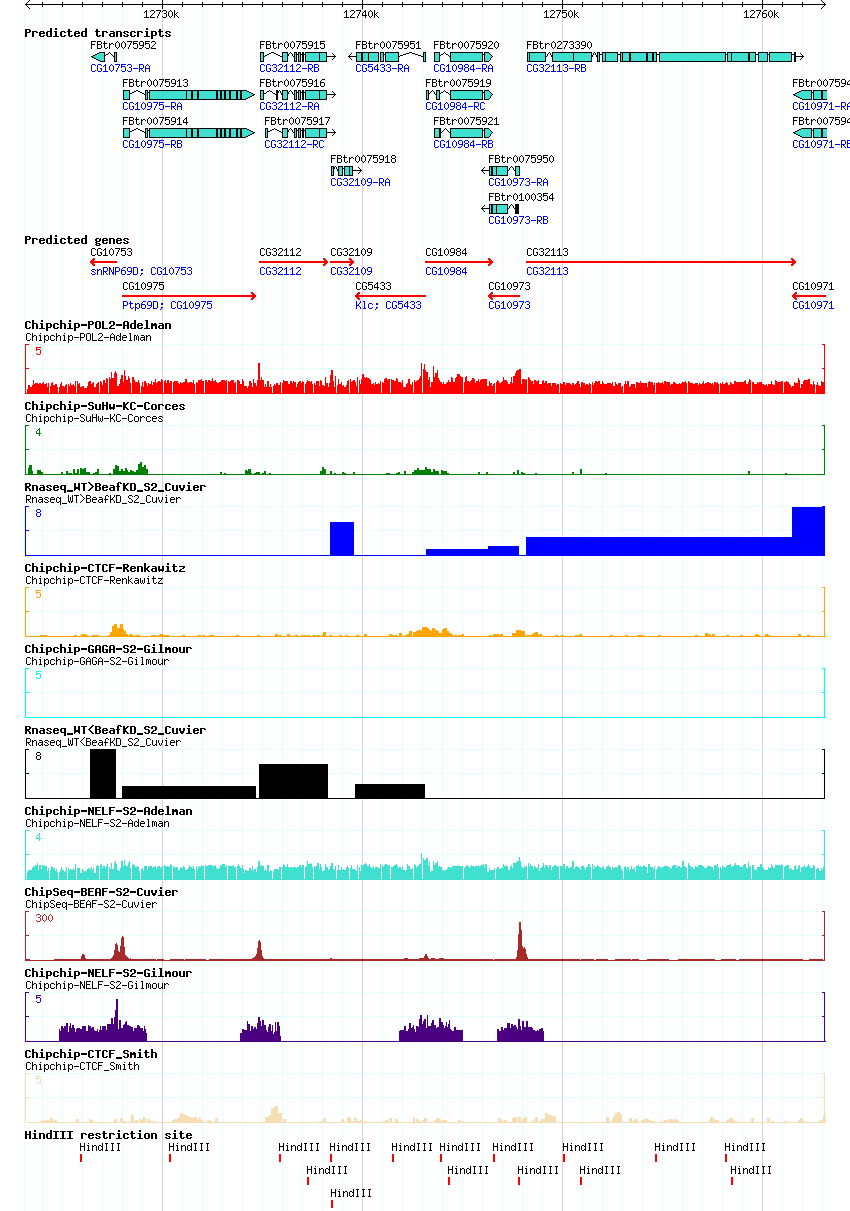 12730k 12740k 12750k 12760k
Predicted transcripts
FBtr0075952 FBtr0075915 FBtr0075951 FBtr0075920 FBtr0273390
CG10753-RA CG32112-RB CG5433-RA CG10984-RA CG32113-RB
FBtr0075913 FBtr0075916 FBtr0075919 FBtr00754
CG10975-RA CG32112-RA CG10984-RC CG10971-RA
FBtr0075914 FBtr0075917 FBtr0075921 FBtr00754
CG10975-RB CG32112-RC CG10984-RB CG10971-RB
FBtr0075918 FBtr0075950
CG32109-RA CG10973-RA
FBtr0100354
CG10973-RB
Predicted genes
CG10753 CG32112 CG32109 CG10984 CG32113
snRNP69D; CG10753 CG32112 CG32109 CG10984 CG32113
CG10975 CG5433 CG10973 CG10971
Ptp69D; CG10975 Klc; CG5433 CG10973 CG10971
Chipchip-POL2-Adelman
Chipchip-POL2-Adelman
5
Chipchip-SuHw-KC-Corces
Chipchip-SuHw-KC-Corces
4
Rnaseq_WT>BeafKD_S2_Cuvier
Rnaseq_WT>BeafKD_S2_Cuvier
8
Chipchip-CTCF-Renkawitz
Chipchip-CTCF-Renkawitz
5
Chipchip-GAGA-S2-Gilmour
Chipchip-GAGA-S2-Gilmour
5
Rnaseq_WT<BeafKD_S2_Cuvier
Rnaseq_WT<BeafKD_S2_Cuvier
8
Chipchip-NELF-S2-Adelman
Chipchip-NELF-S2-Adelman
4
ChipSeq-BEAF-S2-Cuvier
ChipSeq-BEAF-S2-Cuvier
300
Chipchip-NELF-S2-Gilmour
Chipchip-NELF-S2-Gilmour
5
Chipchip-CTCF_Smith
Chipchip-CTCF_Smith
5
HindIII restriction site
HindIII HindIII HindIII HindIII HindIII HindIII HindIII HindIII HindIII HindIII
HindIII HindIII HindIII HindIII HindIII
HindIII